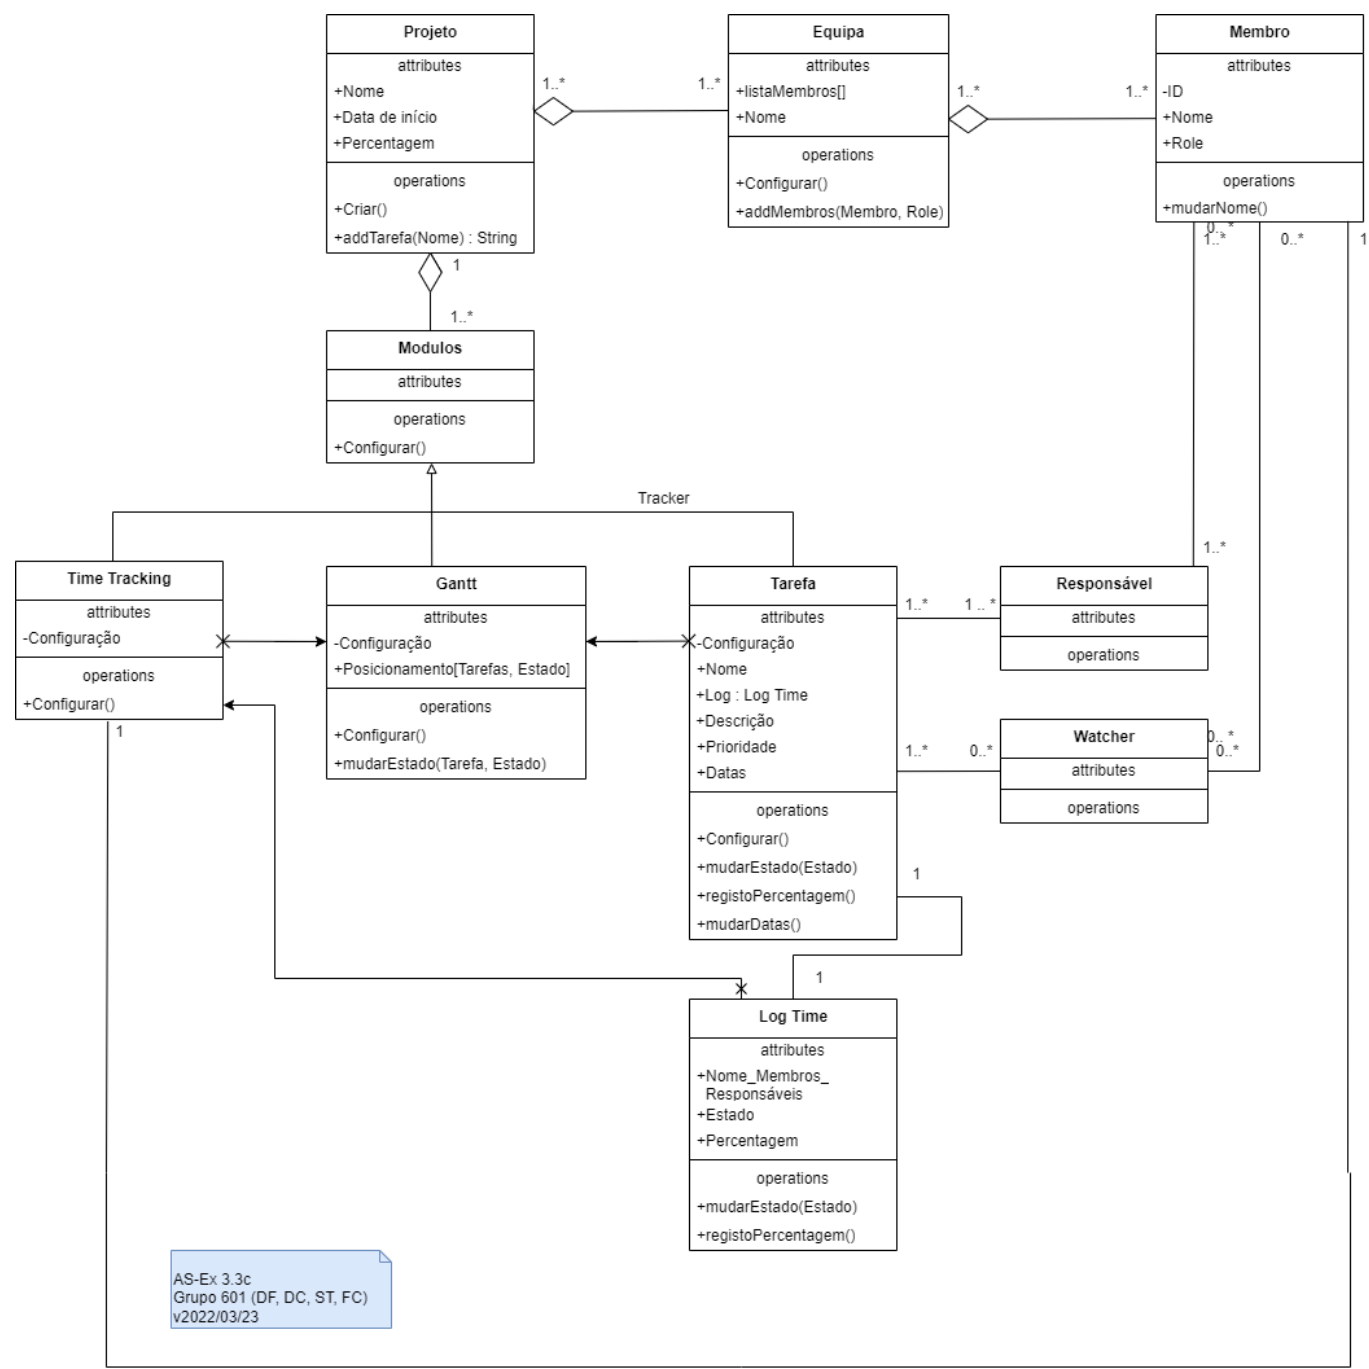 Projeto
attributes
+Nome
+Data de início
+Percentagem
operations
+Criar()
+addTarefa(Nome) : String
1..*
1..*
Equipa
attributes
+listaMembros[]
+Nome
operations
+Configurar()
+addMembros(Membro, Role)
1..*
1..*
Membro
attributes
-ID
+Nome
+Role
operations
+mudarNome()
0..*
1..*
0..*
1
1
1..*
Modulos
attributes
operations
+Configurar()
Tracker
1..*
Time Tracking
attributes
-Configuração
operations
+Configurar()
1
Gantt
attributes
-Configuração
+Posicionamento[Tarefas, Estado]
operations
+Configurar()
+mudarEstado(Tarefa, Estado)
Tarefa
attributes
-Configuração
+Nome
+Log : Log Time
+Descrição
+Prioridade
+Datas
operations
+Configurar()
+mudarEstado(Estado)
+registoPercentagem()
+mudarDatas()
1..*
1 .. *
Responsável
attributes
operations
1..*
0..*
Watcher
attributes
operations
0.. *
0..*
1
1
Log Time
attributes
+Nome_Membros_
Responsáveis
+Estado
+Percentagem
operations
+mudarEstado(Estado)
+registoPercentagem()
AS-Ex 3.3c
Grupo 601 (DF, DC, ST, FC)
v2022/03/23